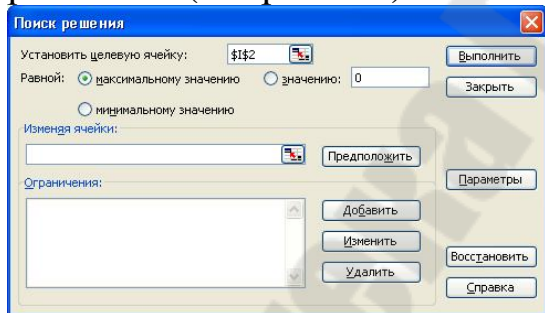 Поиск решения
Установить целевую ячейку: $I$2
Выполнить
Равной: максимальному значению значению: 0
Закрыть
минимальному значению
Изменяя ячейки:
Предположить
Ограничения:
Параметры
Добавить
Изменить
Удалить
Восстановить
Справка